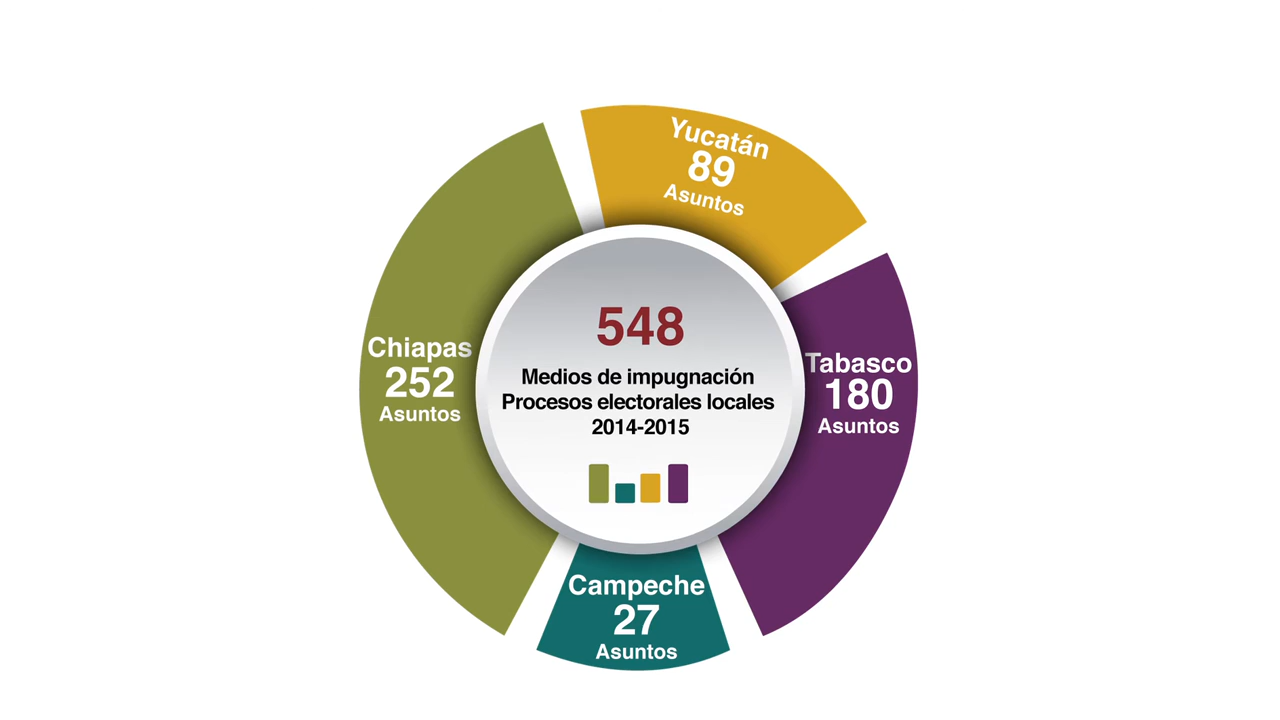 Yucatán
89
Asuntos
Chiapas
252
Asuntos
548
Medios de impugnación
Procesos electorales locales
2014-2015
Tabasco
180
Asuntos
Campeche
27
Asuntos